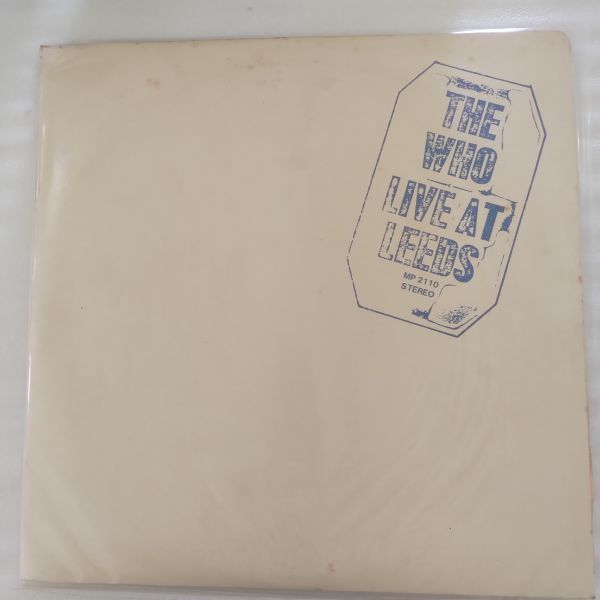 THE
WHO
LIVE AT
LEEDS
MP 2110
STEREO